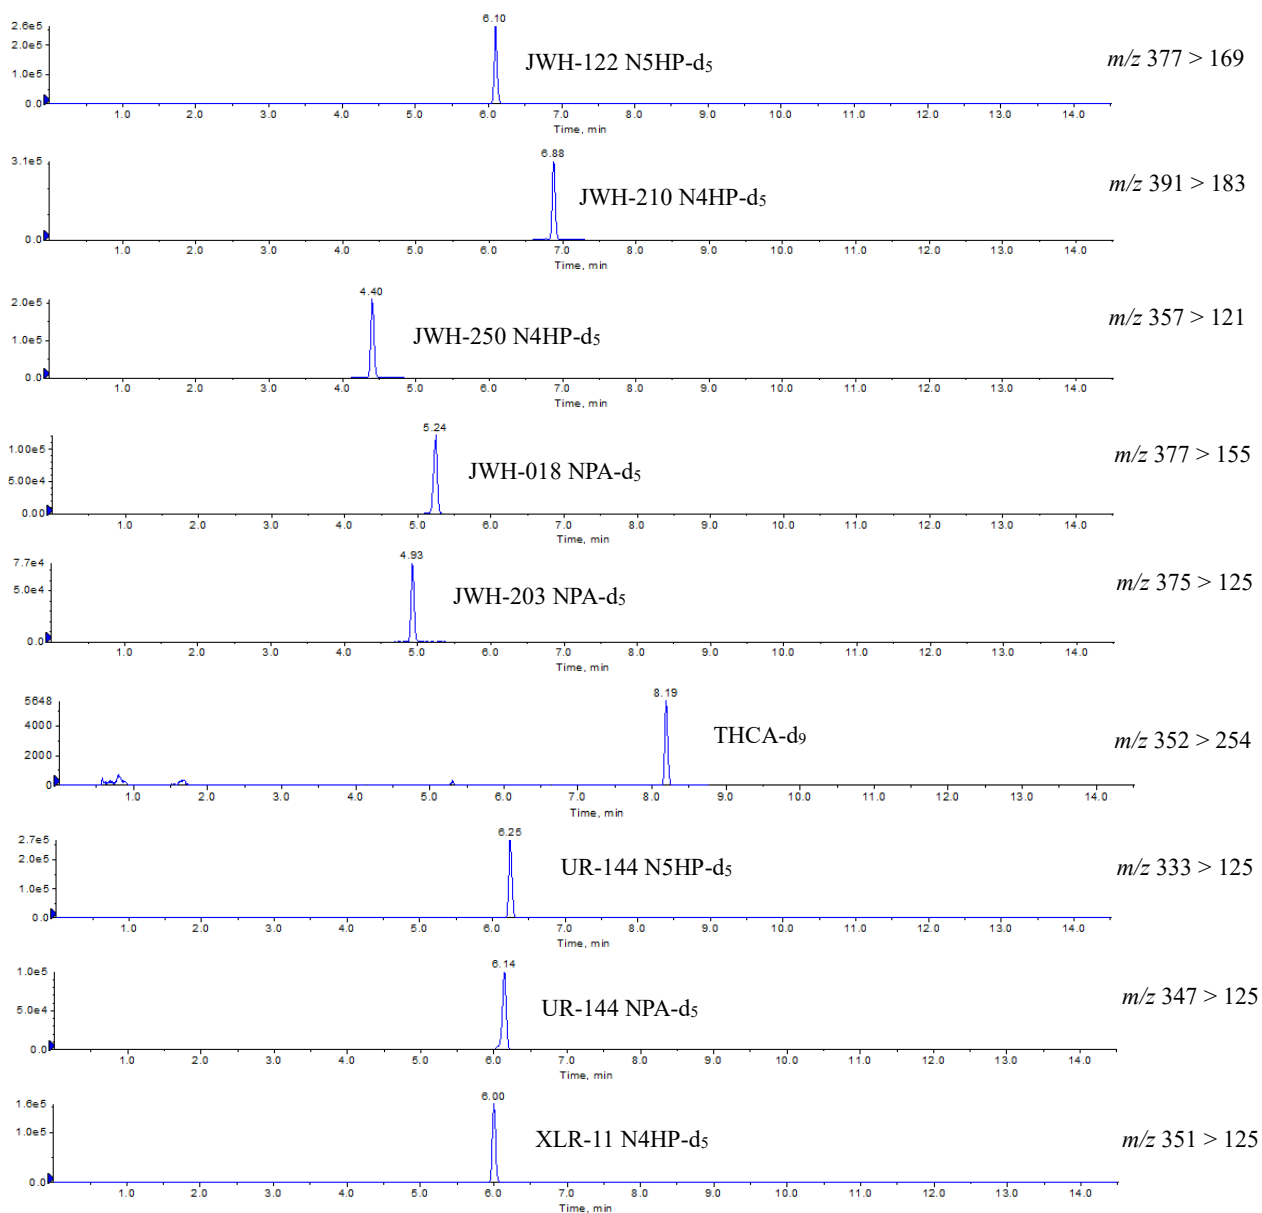 6.10
2.6e5
2.0e5
1.0e5
0.0
JWH-122 N5HP-d5
m/z 377 > 169
1.0 2.0 3.0 4.0 5.0 6.0 7.0 8.0 9.0 10.0 11.0 12.0 13.0 14.0
Time, min
6.88
3.1e5
0.0
JWH-210 N4HP-d5
m/z 391 > 183
1.0 2.0 3.0 4.0 5.0 6.0 7.0 8.0 9.0 10.0 11.0 12.0 13.0 14.0
Time, min
4.40
2.0e5
1.0e5
0.0
JWH-250 N4HP-d5
m/z 357 > 121
1.0 2.0 3.0 4.0 5.0 6.0 7.0 8.0 9.0 10.0 11.0 12.0 13.0 14.0
Time, min
5.24
1.00e5
5.00e4
0.00
JWH-018 NPA-d5
m/z 377 > 155
1.0 2.0 3.0 4.0 5.0 6.0 7.0 8.0 9.0 10.0 11.0 12.0 13.0 14.0
Time, min
4.93
7.7e4
5.0e4
0.0
JWH-203 NPA-d5
m/z 375 > 125
1.0 2.0 3.0 4.0 5.0 6.0 7.0 8.0 9.0 10.0 11.0 12.0 13.0 14.0
Time, min
8.19
5648
4000
2000
0
THCA-d9
m/z 352 > 254
1.0 2.0 3.0 4.0 5.0 6.0 7.0 8.0 9.0 10.0 11.0 12.0 13.0 14.0
Time, min
6.25
2.7e5
2.0e5
1.0e5
0.0
UR-144 N5HP-d5
m/z 333 > 125
1.0 2.0 3.0 4.0 5.0 6.0 7.0 8.0 9.0 10.0 11.0 12.0 13.0 14.0
Time, min
6.14
1.0e5
5.0e4
0.0
UR-144 NPA-d5
m/z 347 > 125
1.0 2.0 3.0 4.0 5.0 6.0 7.0 8.0 9.0 10.0 11.0 12.0 13.0 14.0
Time, min
6.00
1.6e5
1.0e5
0.0
XLR-11 N4HP-d5
m/z 351 > 125
1.0 2.0 3.0 4.0 5.0 6.0 7.0 8.0 9.0 10.0 11.0 12.0 13.0 14.0
Time, min